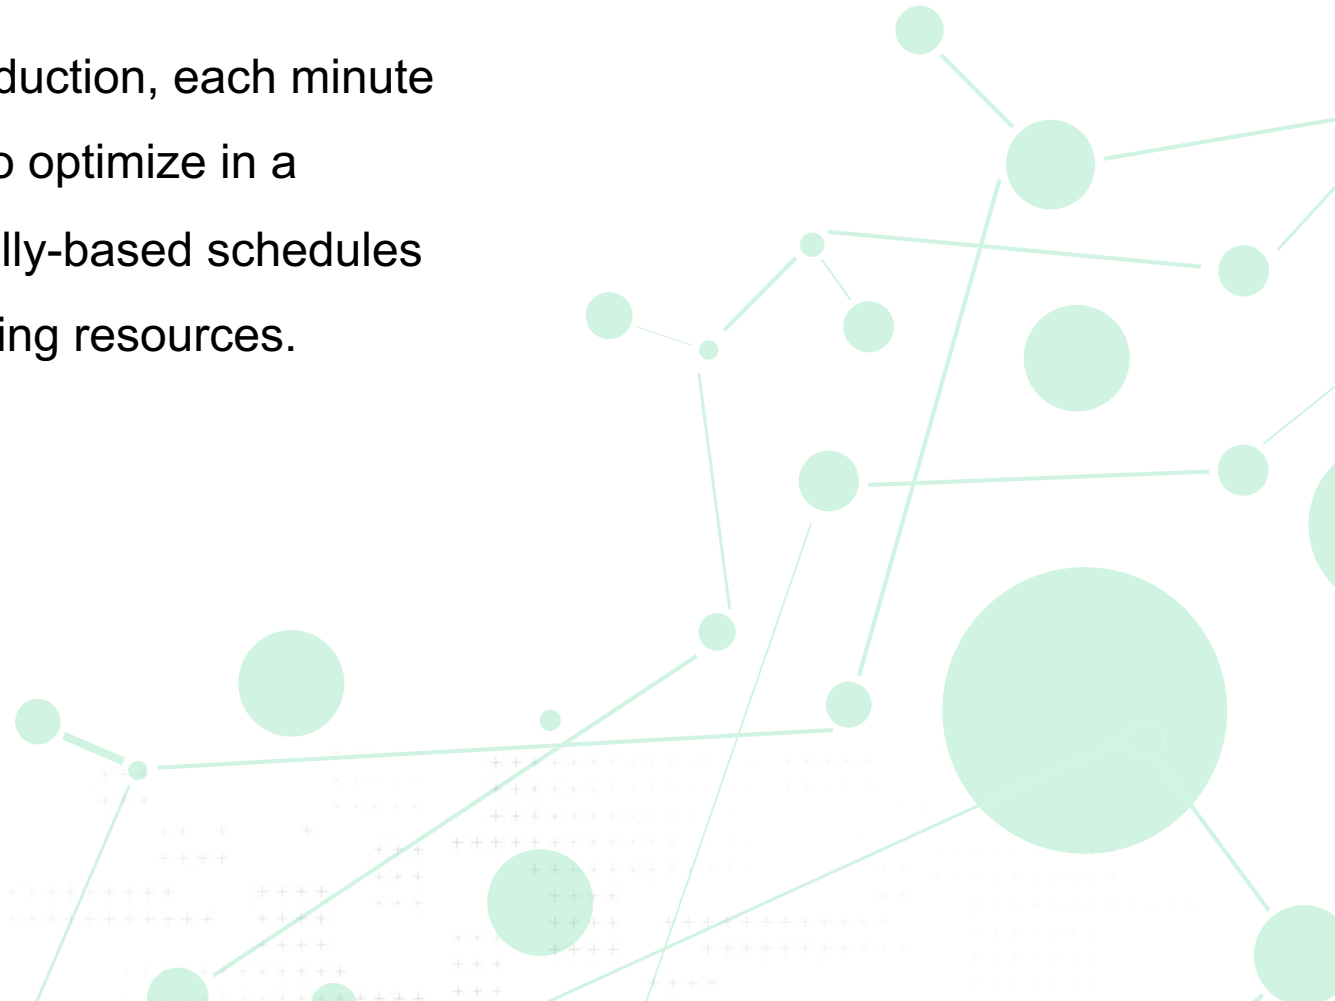 duction, each minute
o optimize in a
lly-based schedules
ing resources.